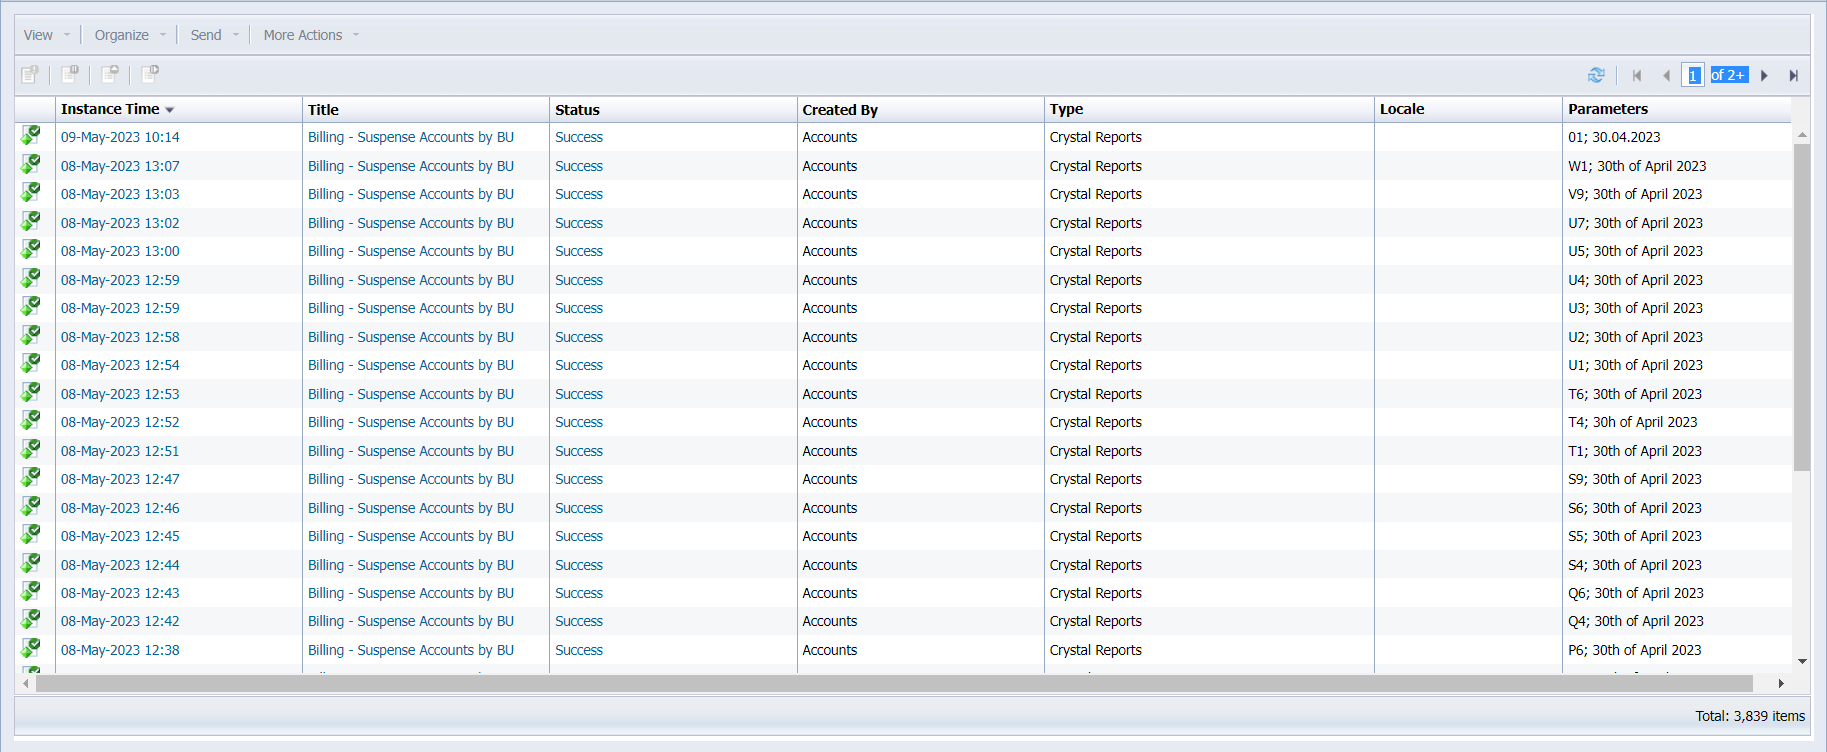 View Organize Send More Actions
1 of 2+
Instance Time Title Status Created By Type Locale Parameters
09-May-2023 10:14 Billing - Suspense Accounts by BU Success Accounts Crystal Reports 01; 30.04.2023
08-May-2023 13:07 Billing - Suspense Accounts by BU Success Accounts Crystal Reports W1; 30th of April 2023
08-May-2023 13:03 Billing - Suspense Accounts by BU Success Accounts Crystal Reports V9; 30th of April 2023
08-May-2023 13:02 Billing - Suspense Accounts by BU Success Accounts Crystal Reports U7; 30th of April 2023
08-May-2023 13:00 Billing - Suspense Accounts by BU Success Accounts Crystal Reports U5; 30th of April 2023
08-May-2023 12:59 Billing - Suspense Accounts by BU Success Accounts Crystal Reports U4; 30th of April 2023
08-May-2023 12:59 Billing - Suspense Accounts by BU Success Accounts Crystal Reports U3; 30th of April 2023
08-May-2023 12:58 Billing - Suspense Accounts by BU Success Accounts Crystal Reports U2; 30th of April 2023
08-May-2023 12:54 Billing - Suspense Accounts by BU Success Accounts Crystal Reports U1; 30th of April 2023
08-May-2023 12:53 Billing - Suspense Accounts by BU Success Accounts Crystal Reports T6; 30th of April 2023
08-May-2023 12:52 Billing - Suspense Accounts by BU Success Accounts Crystal Reports T4; 30h of April 2023
08-May-2023 12:51 Billing - Suspense Accounts by BU Success Accounts Crystal Reports T1; 30th of April 2023
08-May-2023 12:47 Billing - Suspense Accounts by BU Success Accounts Crystal Reports S9; 30th of April 2023
08-May-2023 12:46 Billing - Suspense Accounts by BU Success Accounts Crystal Reports S6; 30th of April 2023
08-May-2023 12:45 Billing - Suspense Accounts by BU Success Accounts Crystal Reports S5; 30th of April 2023
08-May-2023 12:44 Billing - Suspense Accounts by BU Success Accounts Crystal Reports S4; 30th of April 2023
08-May-2023 12:43 Billing - Suspense Accounts by BU Success Accounts Crystal Reports Q6; 30th of April 2023
08-May-2023 12:42 Billing - Suspense Accounts by BU Success Accounts Crystal Reports Q4; 30th of April 2023
08-May-2023 12:38 Billing - Suspense Accounts by BU Success Accounts Crystal Reports P6; 30th of April 2023
Total: 3,839 items